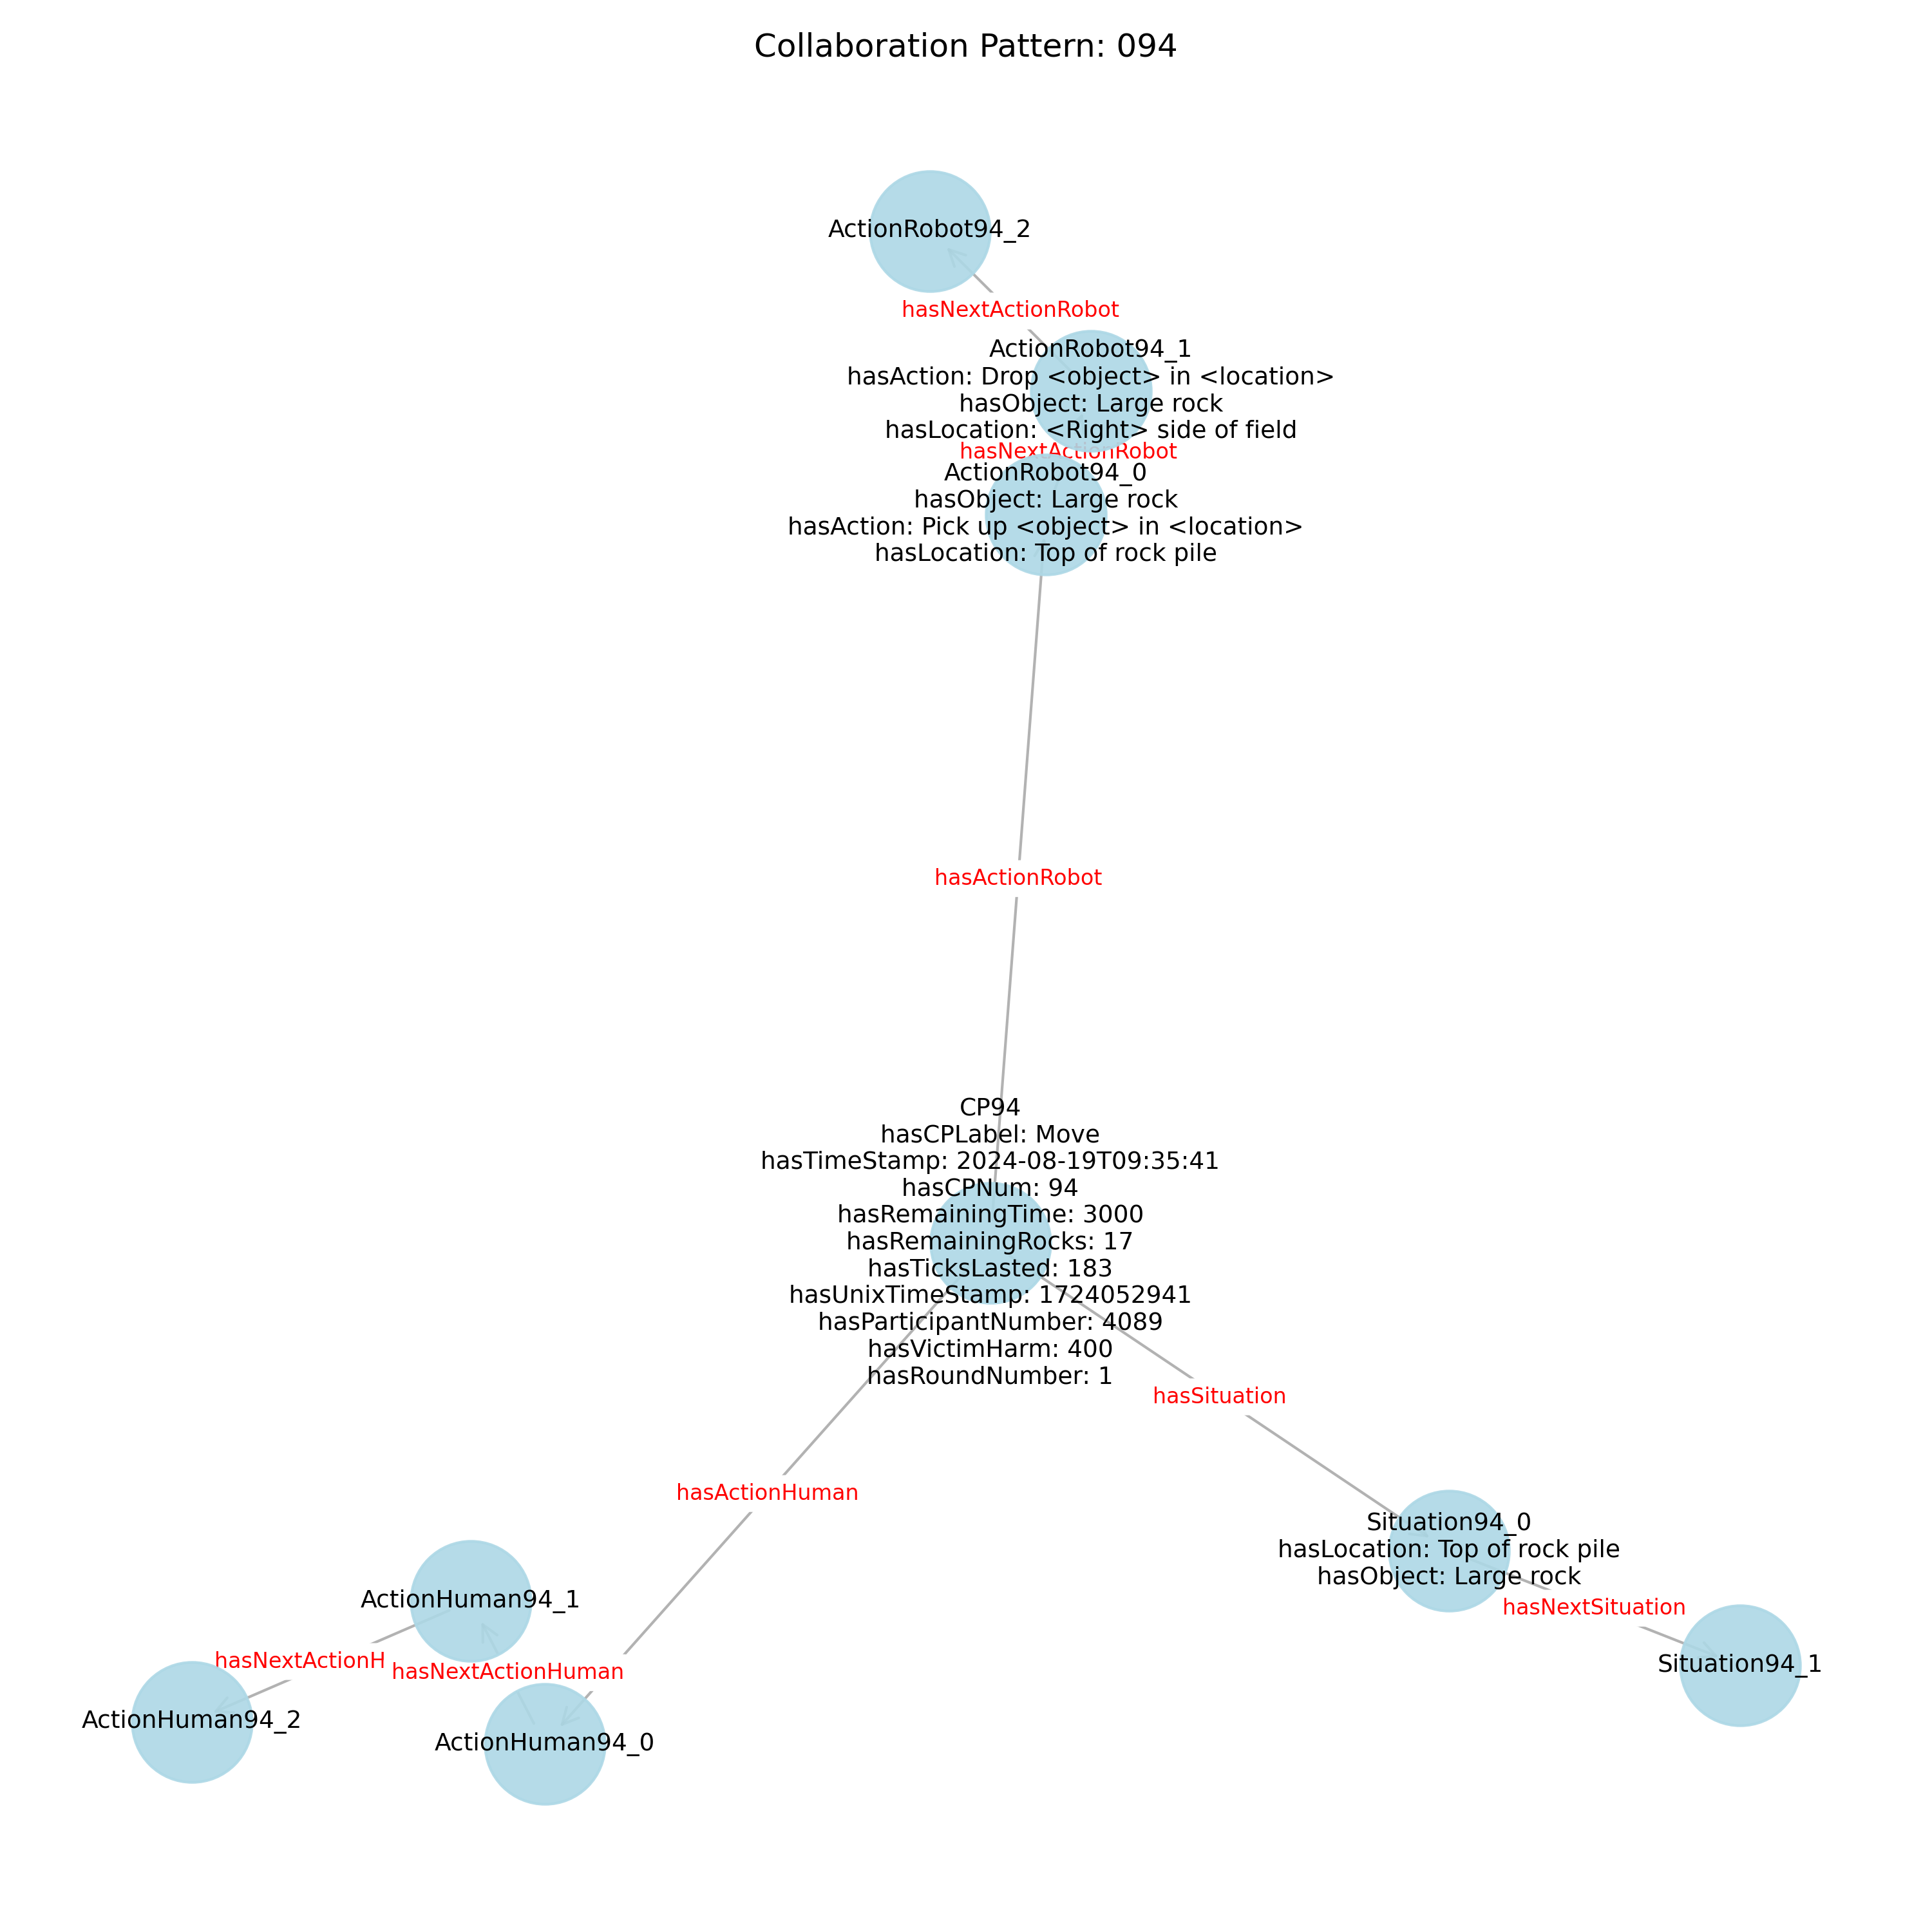 Collaboration Pattern: 094
ActionRobot94_2
hasNextActionRobot
ActionRobot94_1
hasAction: Drop <object> in <location>
hasObject: Large rock
hasLocation: <Right> side of field
hasNextActionRobot
ActionRobot94_0
hasObject: Large rock
hasAction: Pick up <object> in <location>
hasLocation: Top of rock pile
hasActionRobot
CP94
hasCPLabel: Move
hasTimeStamp: 2024-08-19T09:35:41
hasCPNum: 94
hasRemainingTime: 3000
hasRemainingRocks: 17
hasTicksLasted: 183
hasUnixTimeStamp: 1724052941
hasParticipantNumber: 4089
hasVictimHarm: 400
hasRoundNumber: 1
hasSituation
hasActionHuman
Situation94_0
hasLocation: Top of rock pile
hasObject: Large rock
hasNextSituation
Situation94_1
ActionHuman94_1
hasNextActionH
hasNextActionHuman
ActionHuman94_2
ActionHuman94_0